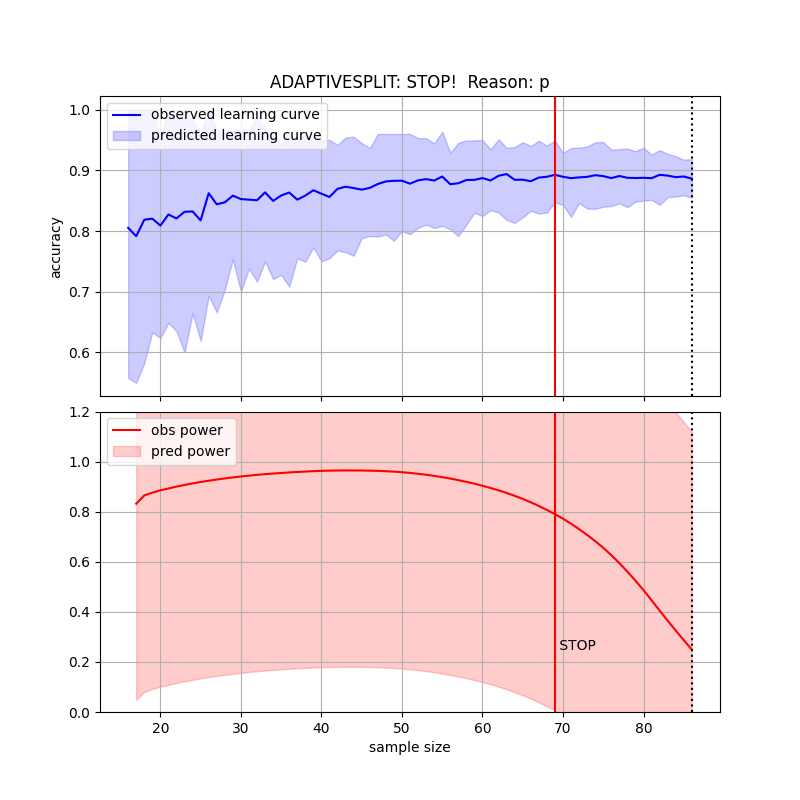 ADAPTIVESPLIT: STOP!  Reason: p
observed learning curve
predicted learning curve
1.0
0.9
0.8
0.7
0.6
accuracy
obs power
pred power
1.2
1.0
0.8
0.6
0.4
0.2
0.0
STOP
20 30 40 50 60 70 80
sample size